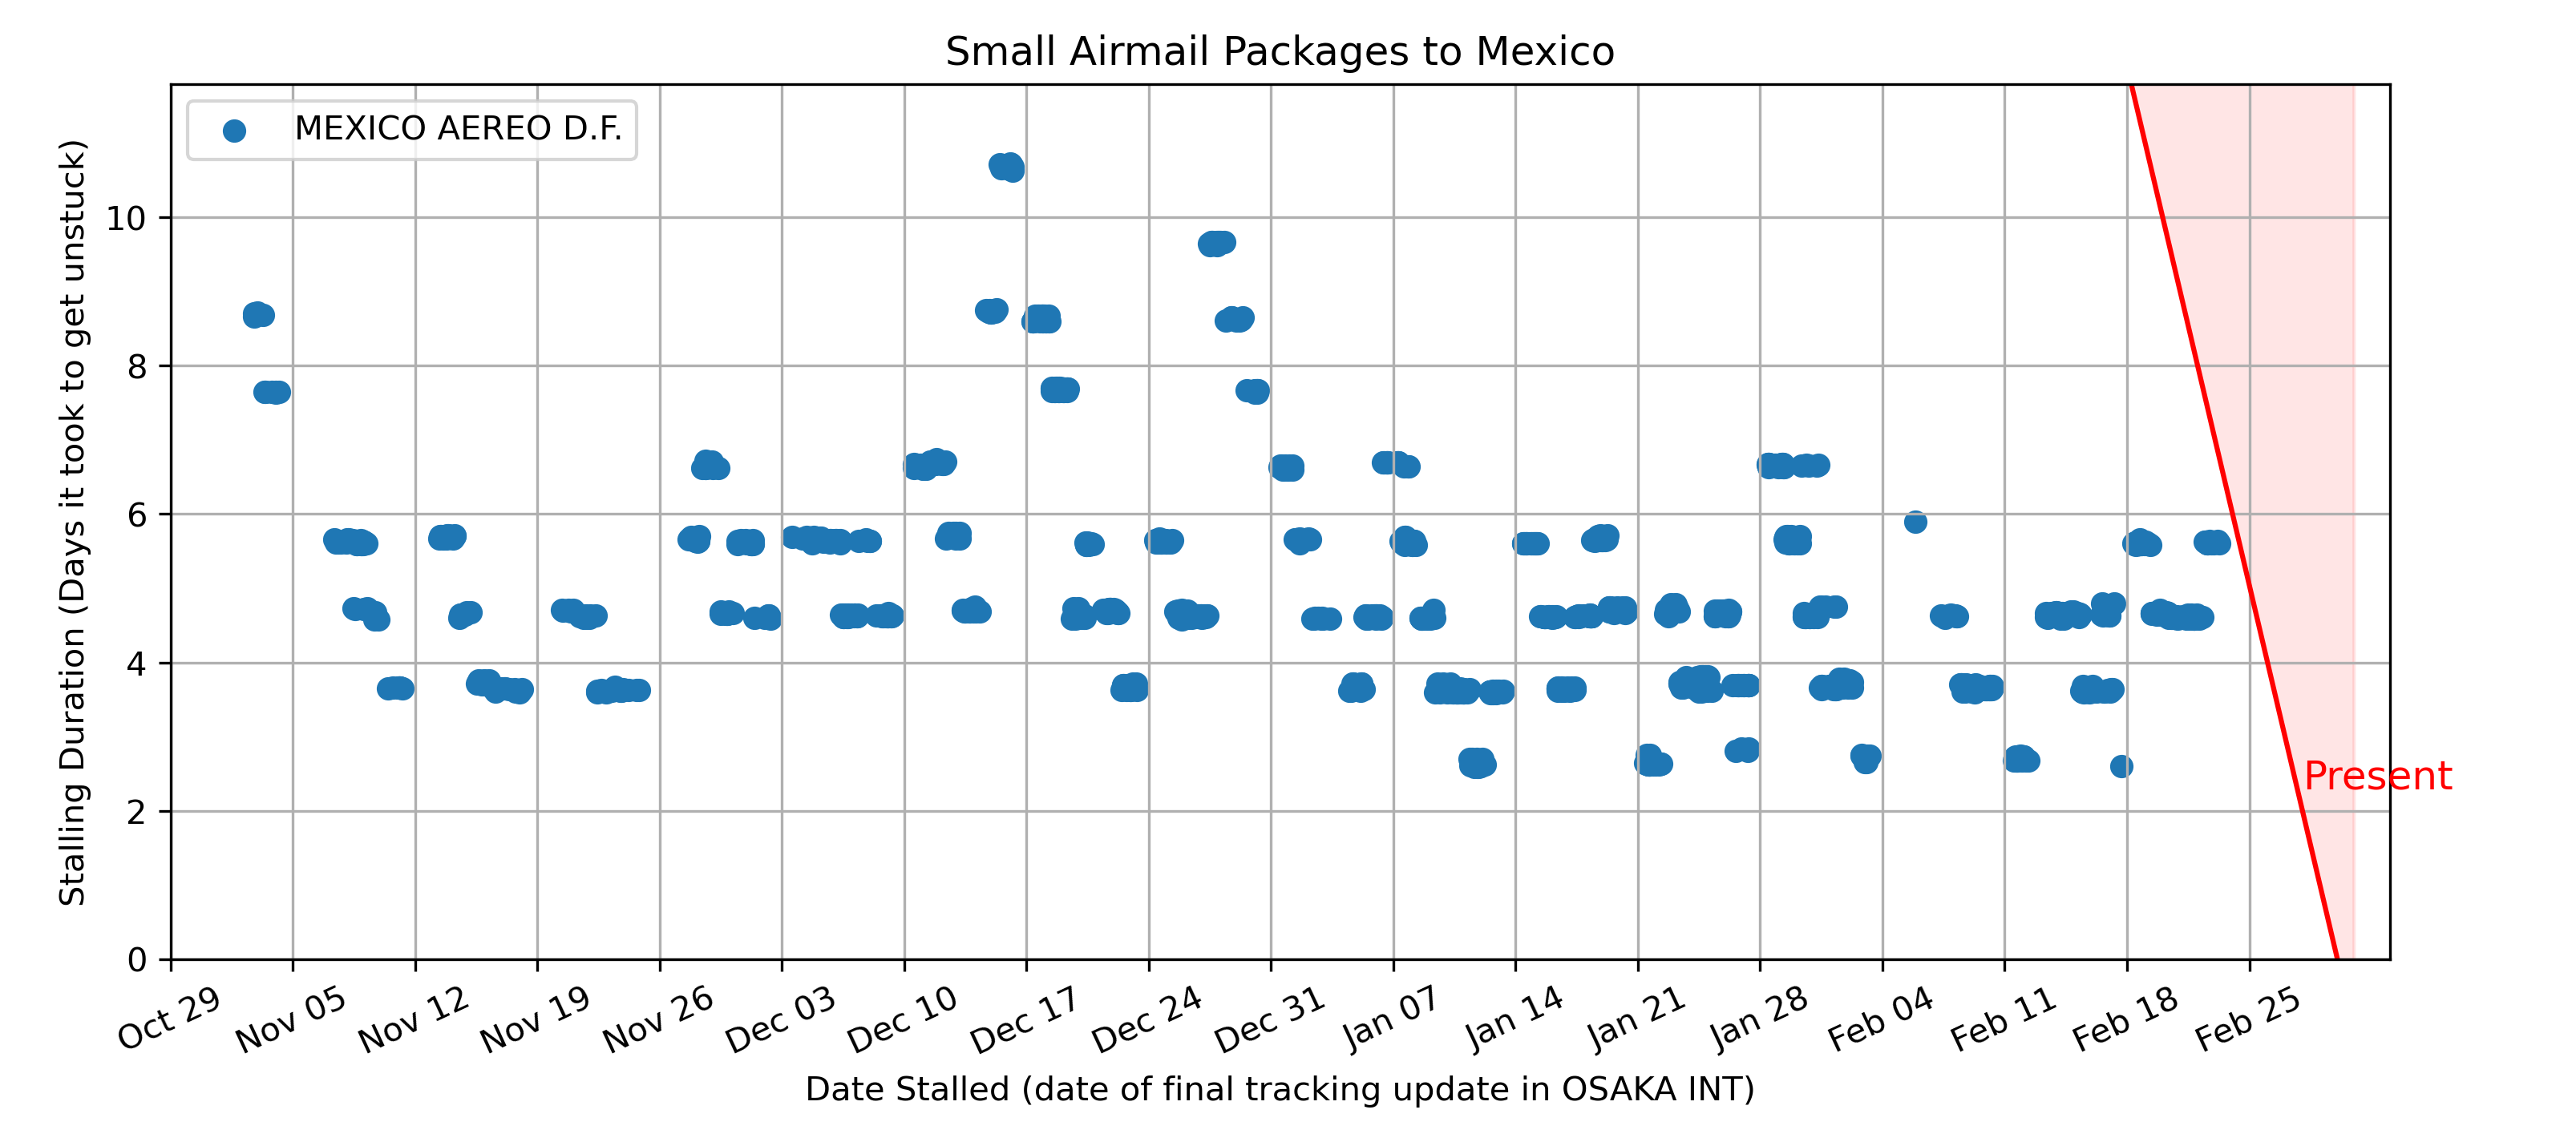 Small Airmail Packages to Mexico
MEXICO AEREO D.F.
Stalling Duration (Days it took to get unstuck)
10
8
6
4
2
0
Present
Oct 29
Nov 05
Nov 12
Nov 19
Nov 26
Dec 03
Dec 10
Dec 17
Dec 24
Dec 31
Jan 07
Jan 14
Jan 21
Jan 28
Feb 04
Feb 11
Feb 18
Feb 25
Date Stalled (date of final tracking update in OSAKA INT)